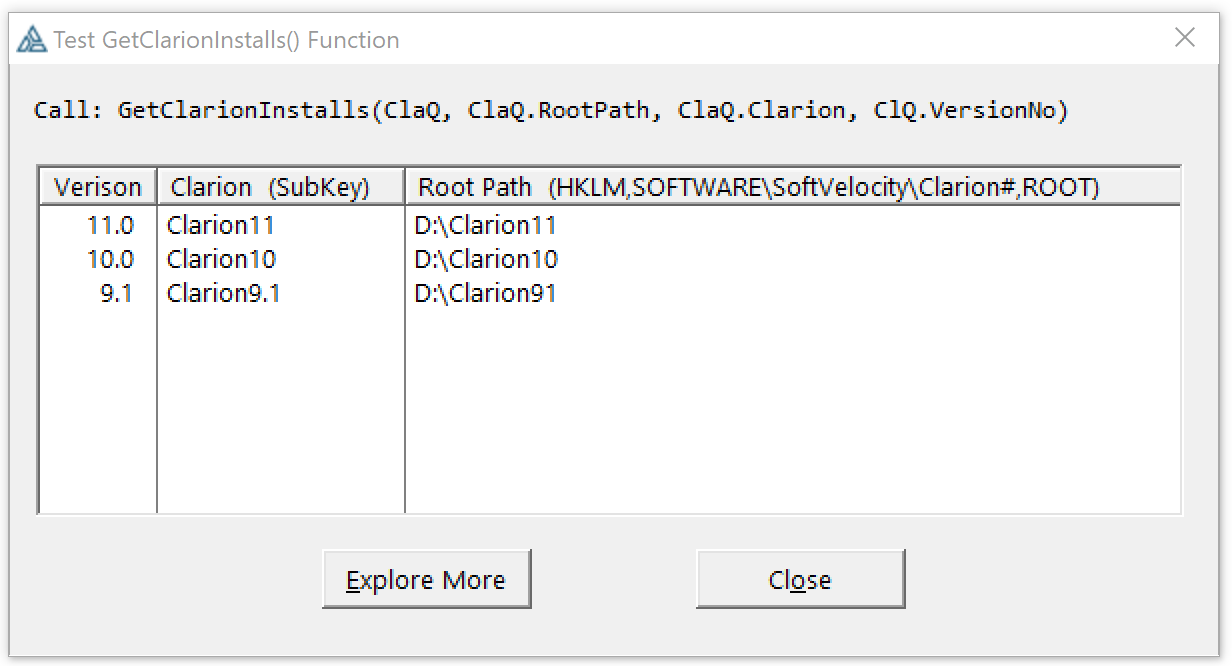 Test GetClarionInstalls() Function
Call: GetClarionInstalls(ClaQ, ClaQ.RootPath, ClaQ.Clarion, ClQ.VersionNo)
Verison Clarion (SubKey) Root Path (HKLM,SOFTWARE\SoftVelocity\Clarion#,ROOT)
11.0 Clarion11 D:\Clarion11
10.0 Clarion10 D:\Clarion10
9.1 Clarion9.1 D:\Clarion91
Explore More Close